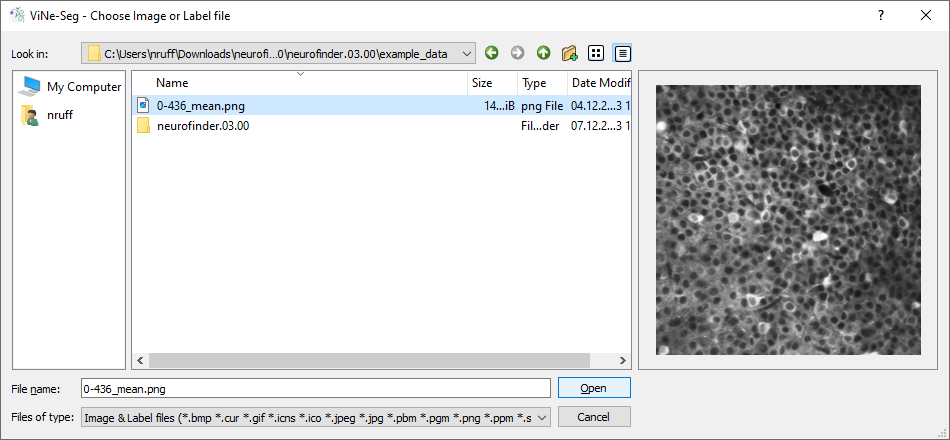 ViNe-Seg - Choose Image or Label file
Look in: C:\Users\nruff\Downloads\neurofi...0\neurofinder.03.00\example_data
My Computer
nruff
Name Size Type Date Modif
0-436_mean.png 14...iB png File 04.12.2...3 1
neurofinder.03.00 Fil...der 07.12.2...3 1
File name: 0-436_mean.png Open
Files of type: Image & Label files (*.bmp *.cur *.gif *.icns *.ico *.jpeg *.jpg *.pbm *.pgm *.png *.ppm *.s Cancel